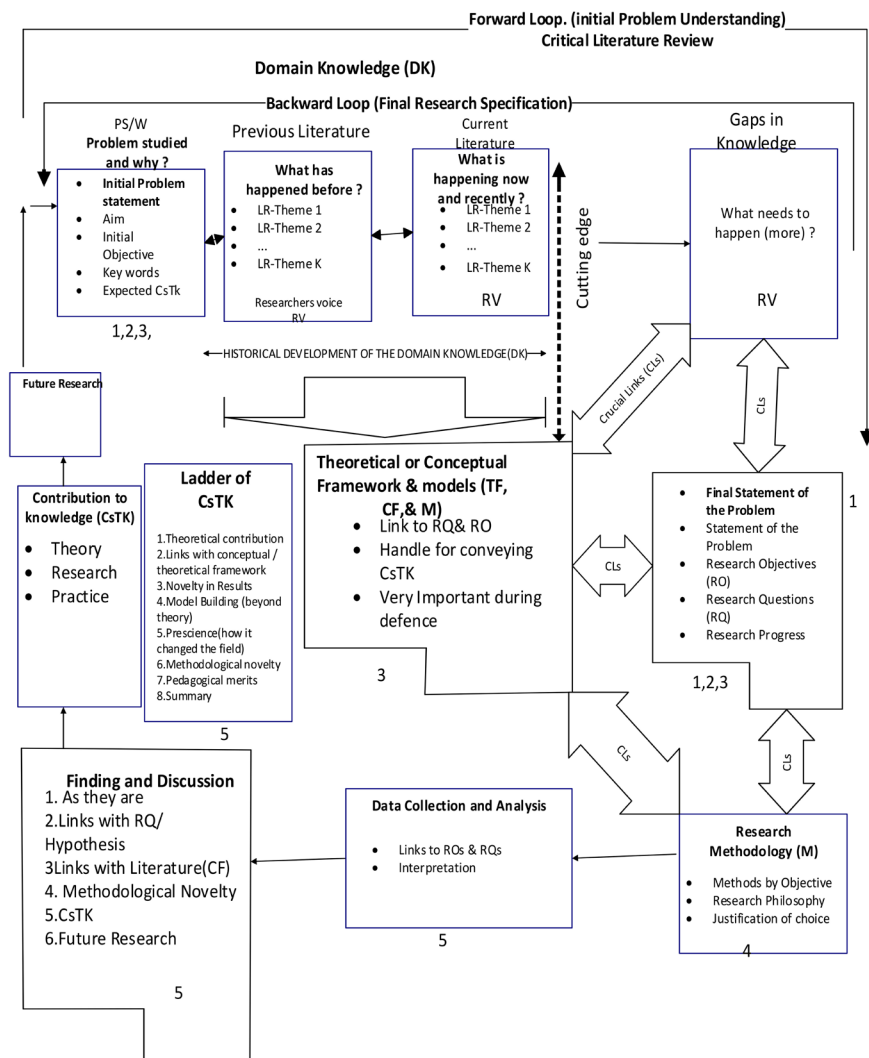 Forward Loop. (initial Problem Understanding)
Critical Literature Review
Domain Knowledge (DK)
Backward Loop (Final Research Specification)
PS/W
Problem studied
and why ?
• Initial Problem
statement
• Aim
• Initial
Objective
• Key words
• Expected CsTk
1,2,3,
Previous Literature
What has
happened before ?
• LR-Theme 1
• LR-Theme 2
• ...
• LR-Theme K
Researchers voice
RV
Current
Literature
What is
happening now
and recently ?
• LR-Theme 1
• LR-Theme 2
• ...
• LR-Theme K
RV
Cutting edge
Gaps in
Knowledge
What needs to
happen (more) ?
RV
HISTORICAL DEVELOPMENT OF THE DOMAIN KNOWLEDGE(DK)
Crucial Links (CLs)
CLs
Future Research
Contribution to
knowledge (CsTK)
• Theory
• Research
• Practice
Ladder of
CsTK
1.Theoretical contribution
2.Links with conceptual /
theoretical framework
3.Novelty in Results
4.Model Building (beyond
theory)
5.Prescience(how it
changed the field)
6.Methodological novelty
7.Pedagogical merits
8.Summary
5
Theoretical or Conceptual
Framework & models (TF,
CF,& M)
• Link to RQ& RO
• Handle for conveying
CsTK
• Very Important during
defence
3
CLs
• Final Statement of
the Problem
• Statement of the
Problem
• Research Objectives
(RO)
• Research Questions
(RQ)
• Research Progress
1
1,2,3
CLs
CLs
Finding and Discussion
1. As they are
2.Links with RQ/
Hypothesis
3Links with Literature(CF)
4. Methodological Novelty
5.CsTK
6.Future Research
5
Data Collection and Analysis
• Links to ROs & RQs
• Interpretation
5
Research
Methodology (M)
• Methods by Objective
• Research Philosophy
• Justification of choice
4